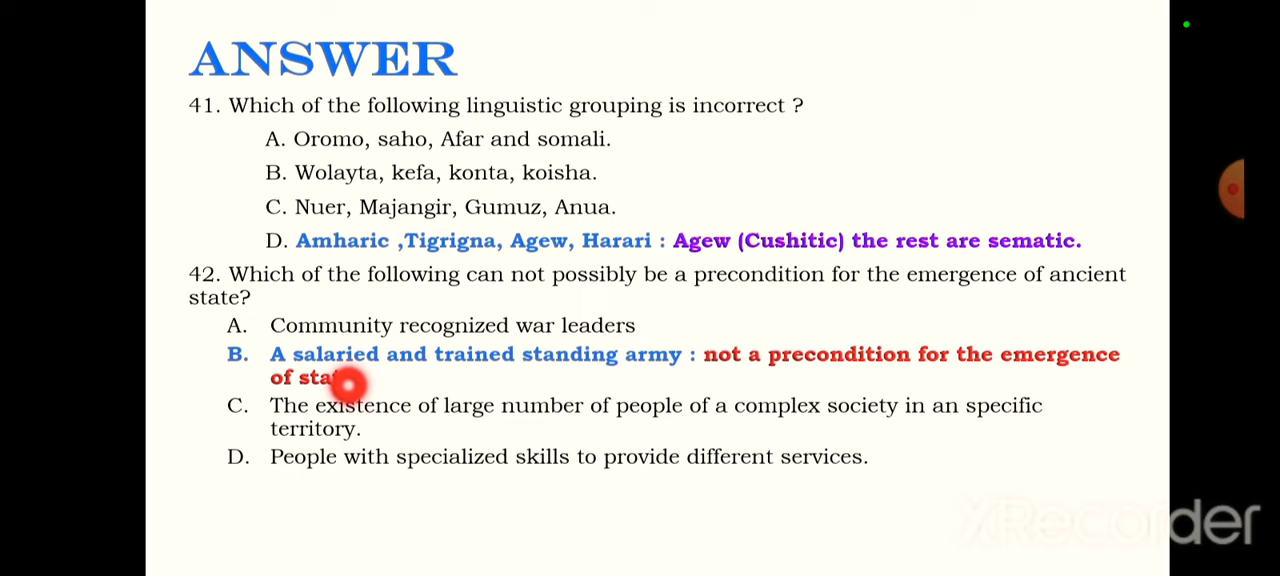 ANSWER
41. Which of the following linguistic grouping is incorrect ?
A. Oromo, saho, Afar and somali.
B. Wolayta, kefa, konta, koisha.
C. Nuer, Majangir, Gumuz, Anua.
D. Amharic ,Tigrigna, Agew, Harari : Agew (Cushitic) the rest are sematic.
42. Which of the following can not possibly be a precondition for the emergence of ancient
state?
A. Community recognized war leaders
B. A salaried and trained standing army : not a precondition for the emergence
of
C. The existence of large number of people of a complex society in an specific
territory.
D. People with specialized skills to provide different services.
XRecorder